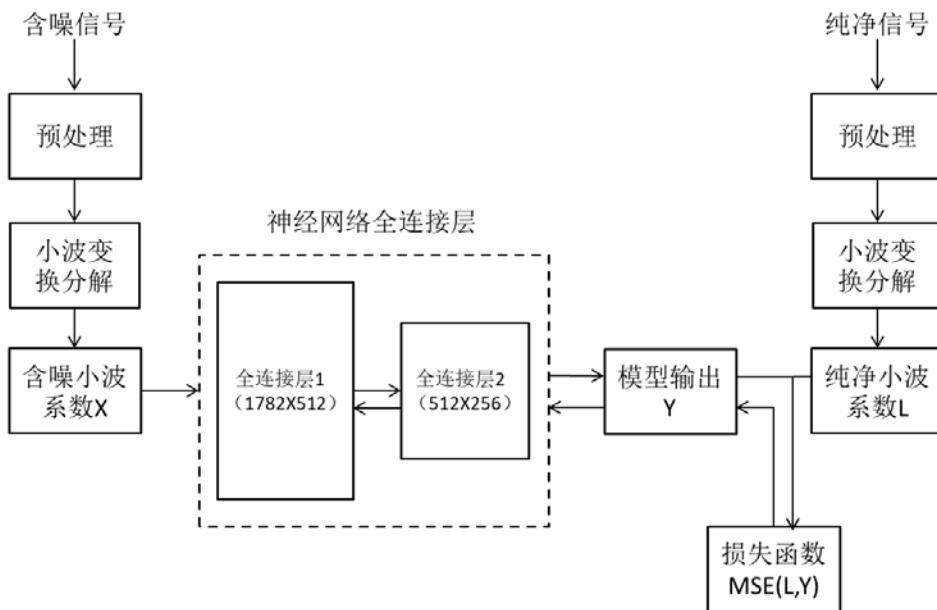 含噪信号
预处理
小波变
换分解
含噪小波
系数X
神经网络全连接层
全连接层1
（1782X512）
全连接层2
（512X256）
模型输出
Y
纯净信号
预处理
小波变
换分解
纯净小波
系数L
损失函数
MSE(L,Y)